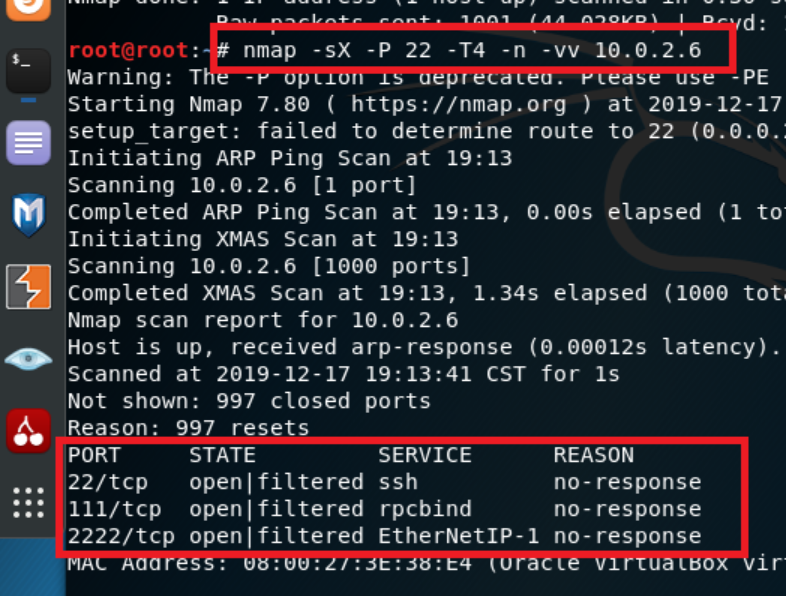 Nmap done: 1 IP address (1 host up) scanned in 0.50 se
Raw packets sent: 1001 (44.028KB) | Rcvd:
root@root:~# nmap -sX -P 22 -T4 -n -vv 10.0.2.6
Warning: The -P option is deprecated. Please use -PE
Starting Nmap 7.80 ( https://nmap.org ) at 2019-12-17
setup_target: failed to determine route to 22 (0.0.0.
Initiating ARP Ping Scan at 19:13
Scanning 10.0.2.6 [1 port]
Completed ARP Ping Scan at 19:13, 0.00s elapsed (1 tot
Initiating XMAS Scan at 19:13
Scanning 10.0.2.6 [1000 ports]
Completed XMAS Scan at 19:13, 1.34s elapsed (1000 tota
Nmap scan report for 10.0.2.6
Host is up, received arp-response (0.00012s latency).
Scanned at 2019-12-17 19:13:41 CST for 1s
Not shown: 997 closed ports
Reason: 997 resets
PORT STATE SERVICE REASON
22/tcp open|filtered ssh no-response
111/tcp open|filtered rpcbind no-response
2222/tcp open|filtered EtherNetIP-1 no-response
MAC Address: 08:00:27:3E:38:E4 (Oracle VirtualBox vir